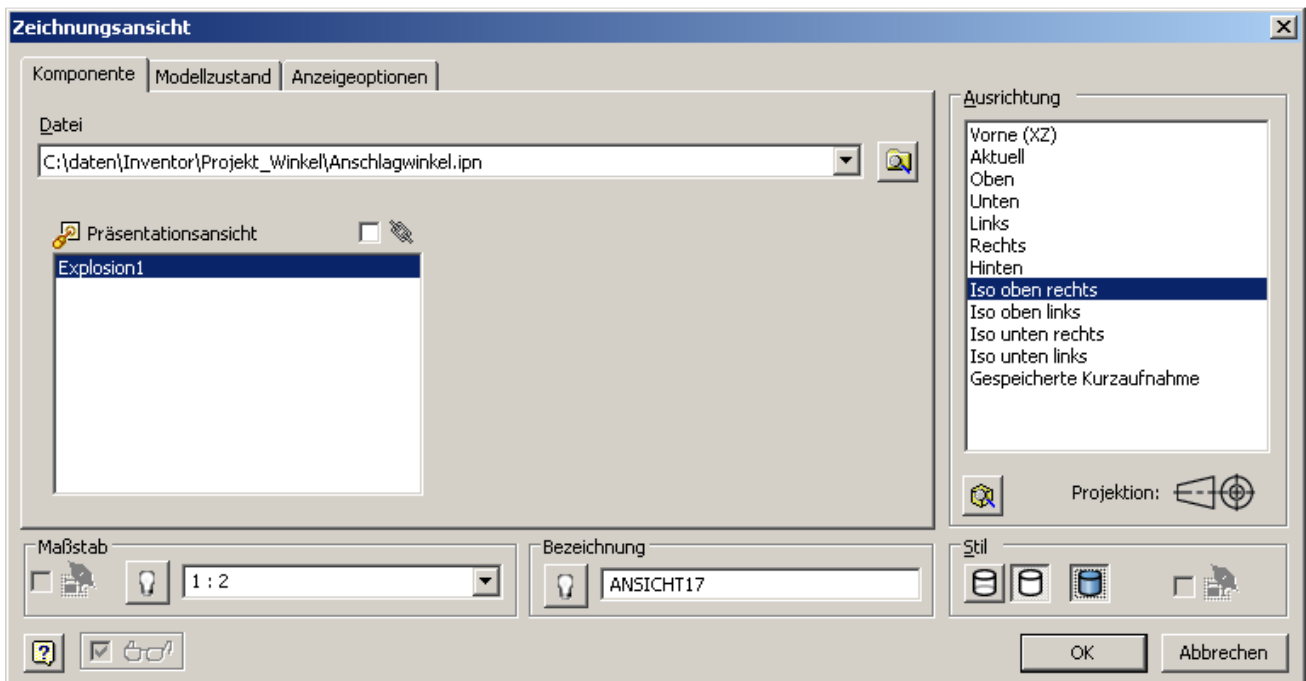 Zeichnungsansicht
Komponente Modellzustand Anzeigeoptionen
Datei
C:\daten\Inventor\Projekt_Winkel\Anschlagwinkel.ipn
Präsentationsansicht
Explosion1
Ausrichtung
Vorne (XZ)
Aktuell
Oben
Unten
Links
Rechts
Hinten
Iso oben rechts
Iso oben links
Iso unten rechts
Iso unten links
Gespeicherte Kurzaufnahme
Projektion:
Maßstab
1 : 2
Bezeichnung
ANSICHT17
Stil
OK Abbrechen